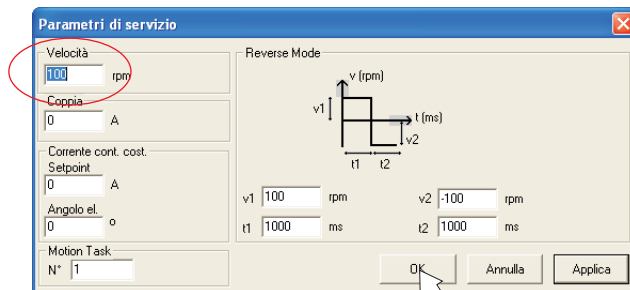 Parametri di servizio
Velocità
100 rpm
Coppia
0 A
Corrente cont. cost.
Setpoint
0 A
Angolo el.
0 °
Motion Task
N° 1
Reverse Mode
v (rpm)
v1
t (ms)
v2
t1 t2
v1 100 rpm v2 -100 rpm
t1 1000 ms t2 1000 ms
OK Annulla Applica